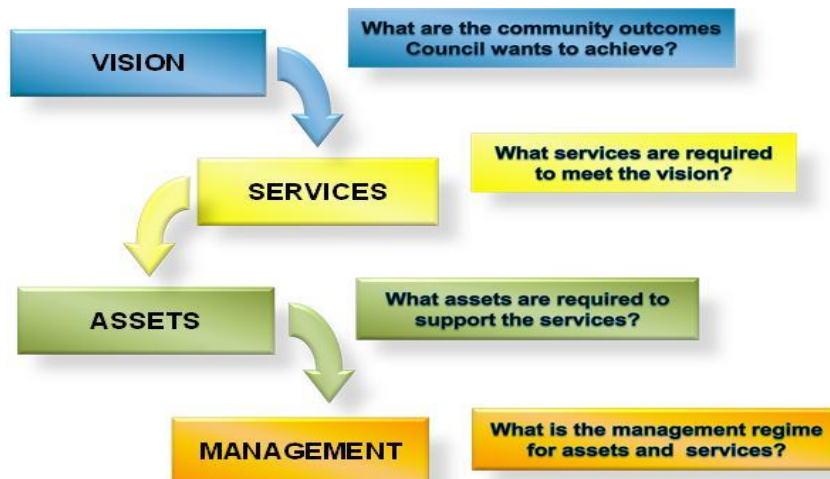 VISION
What are the community outcomes
Council wants to achieve?
SERVICES
What services are required
to meet the vision?
ASSETS
What assets are required to
support the services?
MANAGEMENT
What is the management regime
for assets and services?